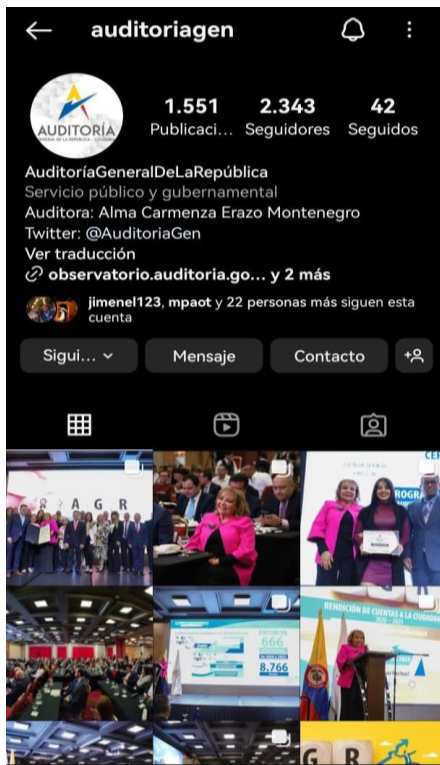 auditoriagen
AUDITORÍA
1.551
Publicaci...
2.343
Seguidores
42
Seguidos
AuditoríaGeneralDeLaRepública
Servicio público y gubernamental
Auditora: Alma Carmenza Erazo Montenegro
Twitter: @AuditoriaGen
Ver traducción
observatorio.auditoria.go... y 2 más
jimenel123, mpaot y 22 personas más siguen esta
cuenta
Sigui...
Mensaje
Contacto
A G R
666
8.766
RENDICIÓN DE CUENTAS A LA CIUDADANÍA
G R